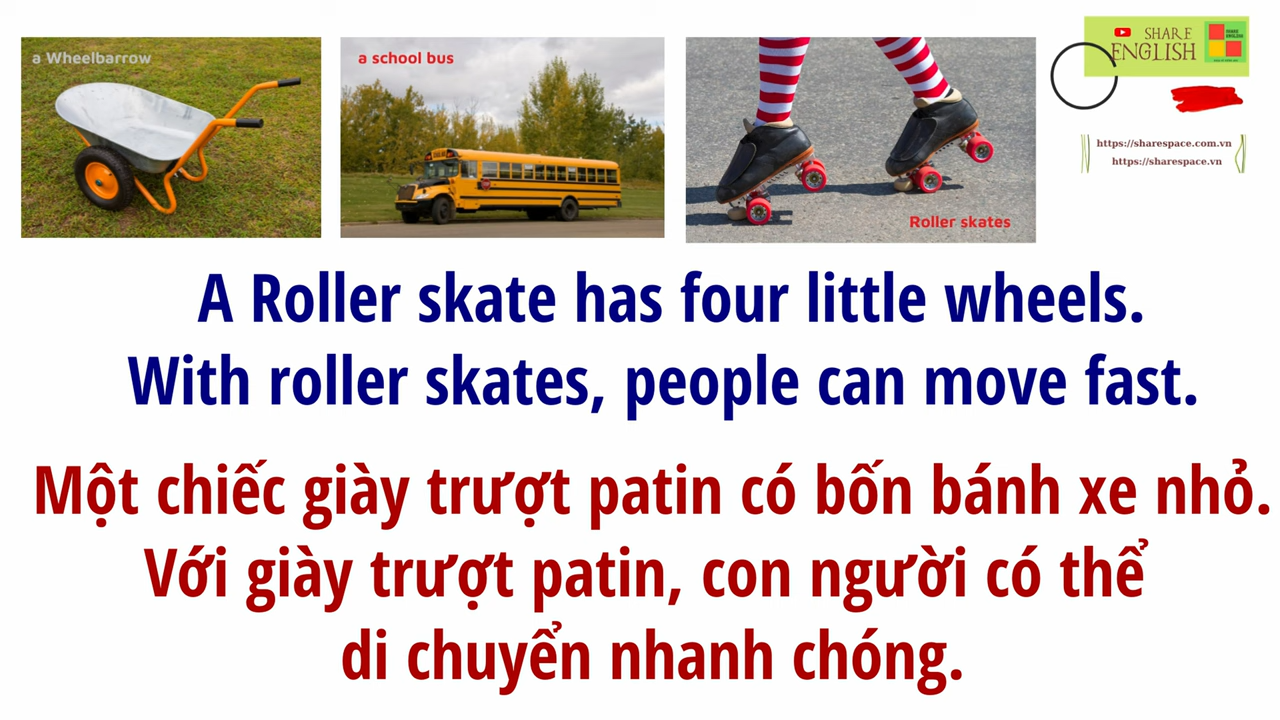 a Wheelbarrow
a school bus
Roller skates
SHARE
ENGLISH
https://sharespace.com.vn
https://sharespace.vn
A Roller skate has four little wheels.
With roller skates, people can move fast.
Một chiếc giày trượt patin có bốn bánh xe nhỏ.
Với giày trượt patin, con người có thể
di chuyển nhanh chóng.